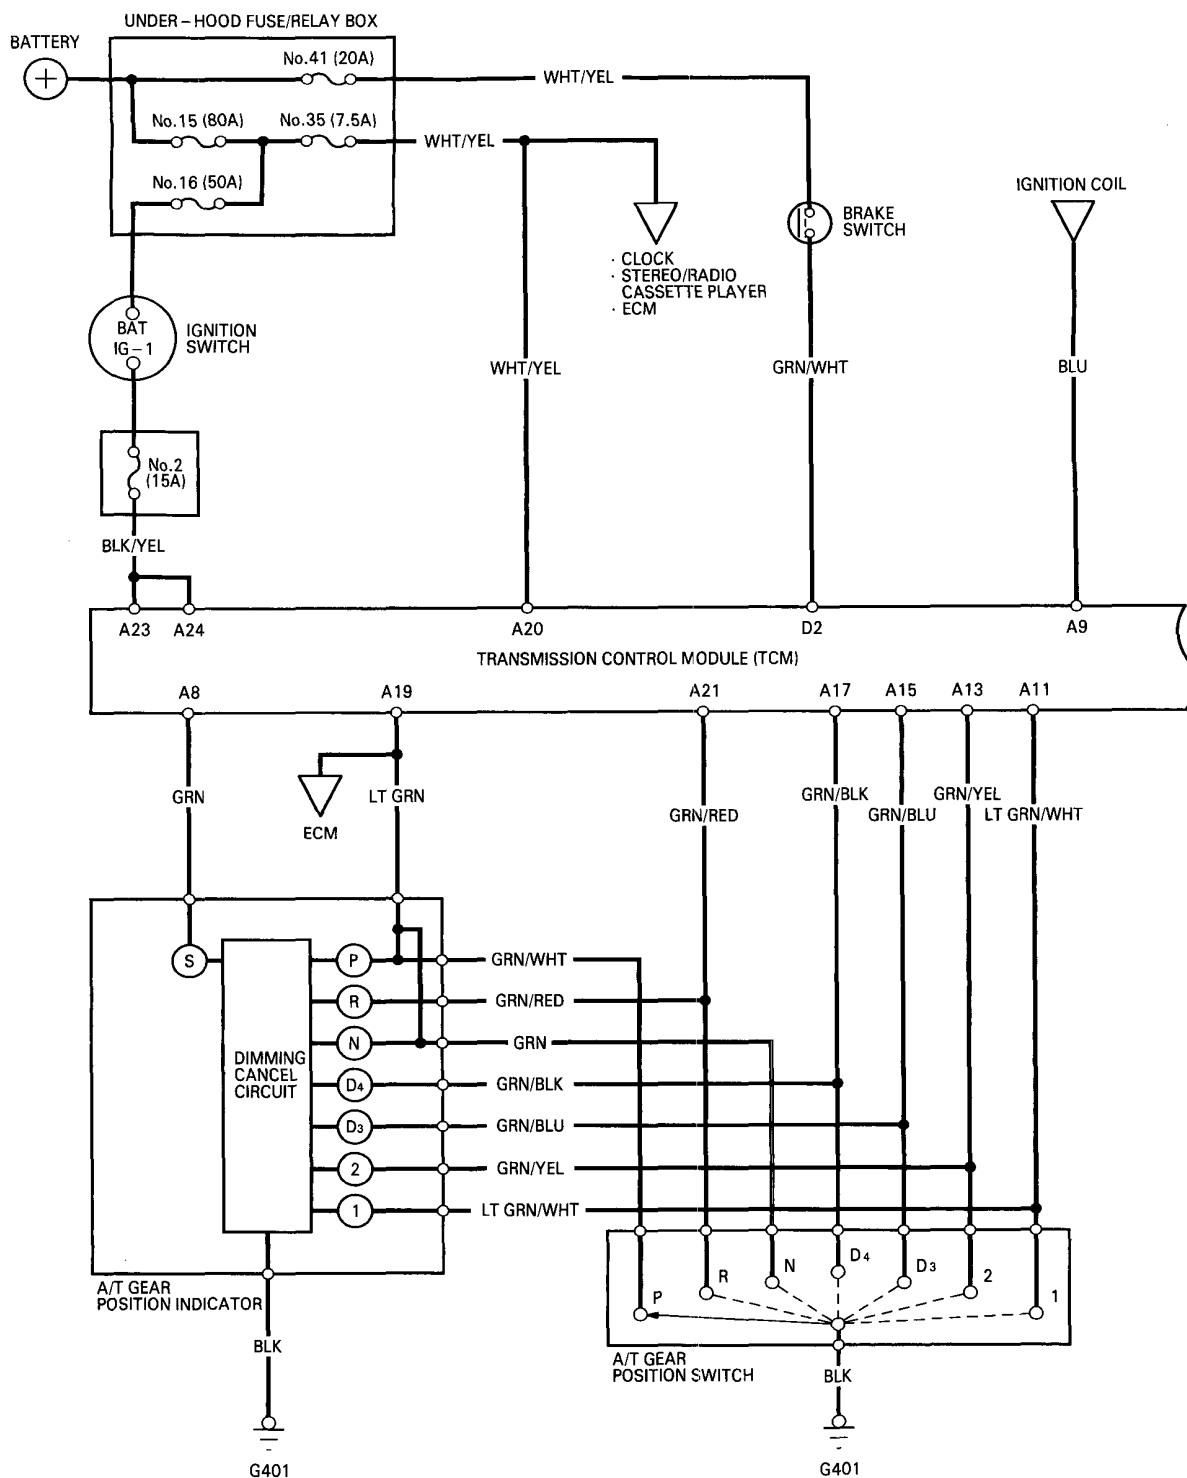 UNDER – HOOD FUSE/RELAY BOX
BATTERY
+
No.41 (20A)
WHT/YEL
No.15 (80A)
No.35 (7.5A)
WHT/YEL
No.16 (50A)
IGNITION COIL
BRAKE
SWITCH
· CLOCK
· STEREO/RADIO
CASSETTE PLAYER
· ECM
BAT
IG–1
IGNITION
SWITCH
WHT/YEL
GRN/WHT
BLU
No.2
(15A)
BLK/YEL
A23
A24
A20
D2
A9
TRANSMISSION CONTROL MODULE (TCM)
A8
A19
A21
A17
A15
A13
A11
GRN
LT GRN
ECM
GRN/RED
GRN/BLK
GRN/BLU
GRN/YEL
LT GRN/WHT
S
P
GRN/WHT
R
GRN/RED
N
GRN
DIMMING
CANCEL
CIRCUIT
D4
GRN/BLK
D3
GRN/BLU
2
GRN/YEL
1
LT GRN/WHT
A/T GEAR
POSITION INDICATOR
P
R
N
D4
D3
2
1
A/T GEAR
POSITION SWITCH
BLK
BLK
G401
G401